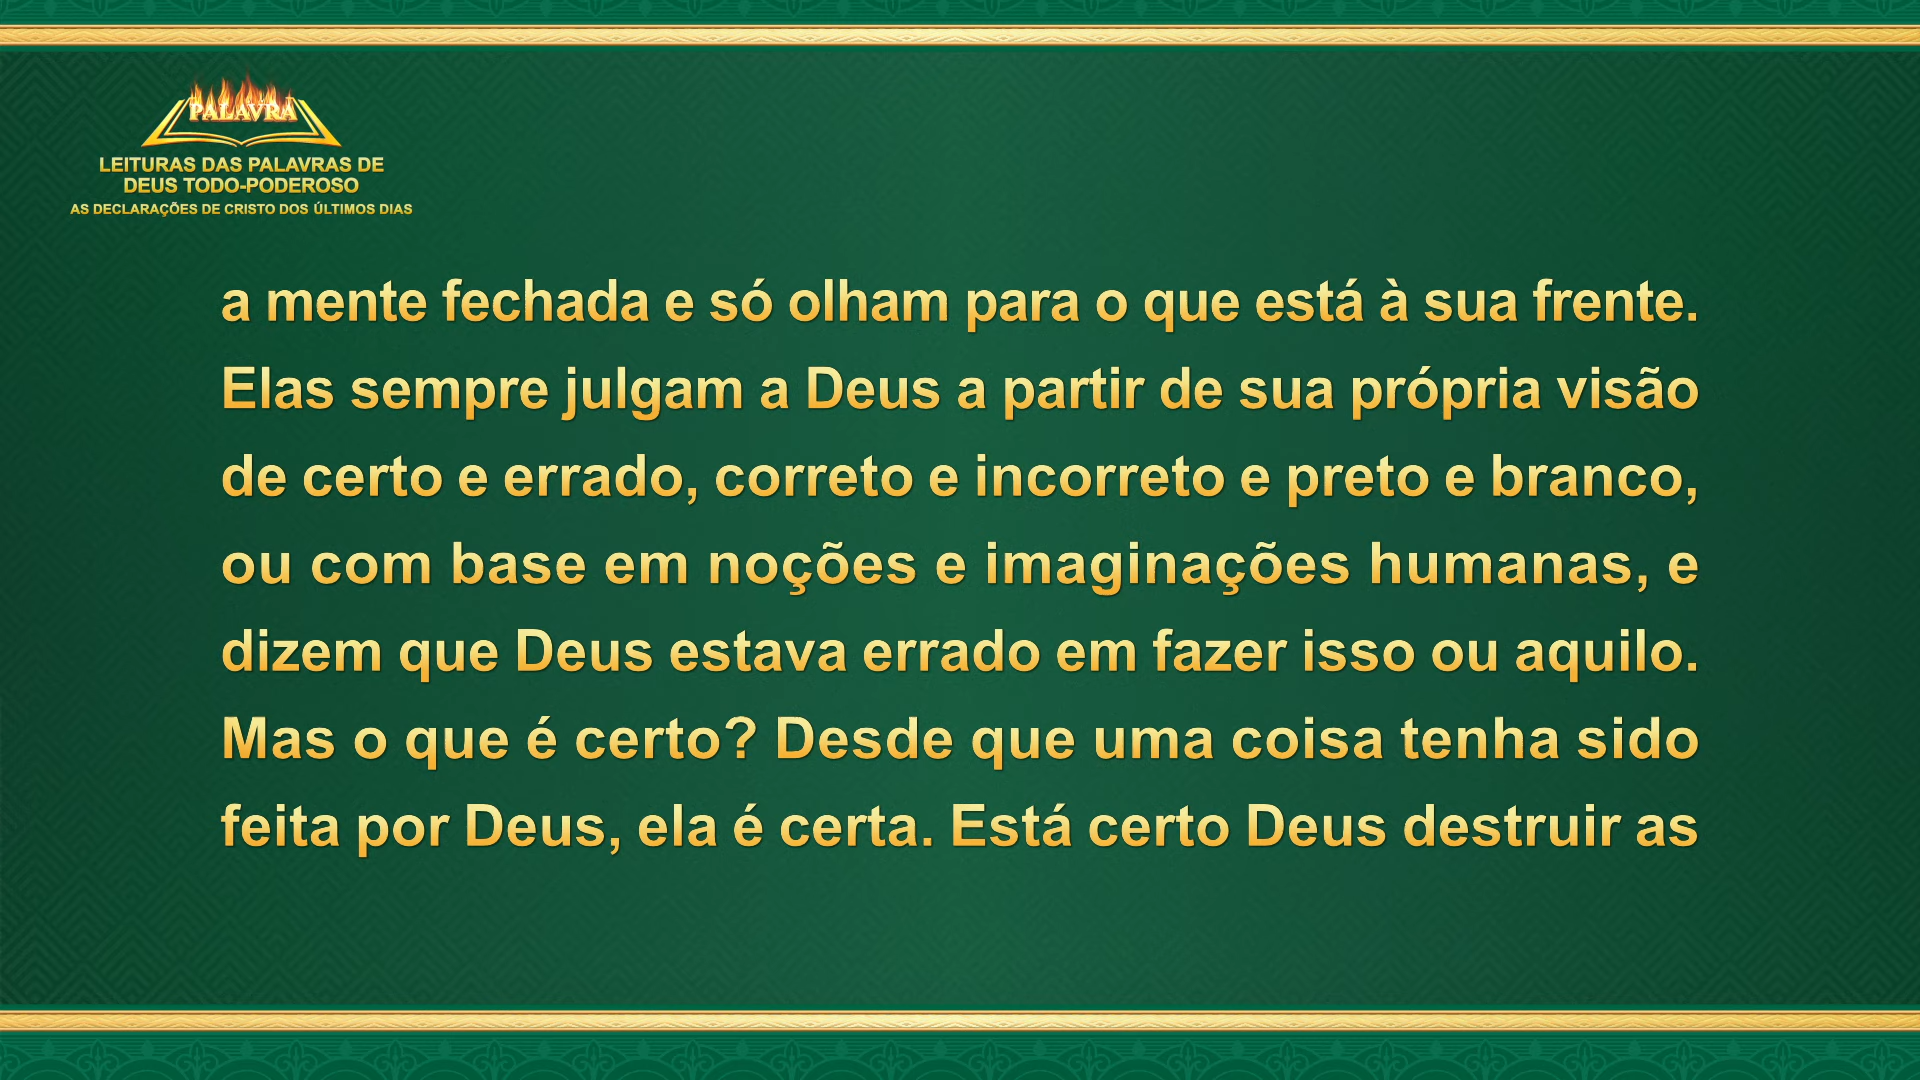 PALAVRA
LEITURAS DAS PALAVRAS DE
DEUS TODO-PODEROSO
AS DECLARAÇÕES DE CRISTO DOS ÚLTIMOS DIAS
a mente fechada e só olham para o que está à sua frente.
Elas sempre julgam a Deus a partir de sua própria visão
de certo e errado, correto e incorreto e preto e branco,
ou com base em noções e imaginações humanas, e
dizem que Deus estava errado em fazer isso ou aquilo.
Mas o que é certo? Desde que uma coisa tenha sido
feita por Deus, ela é certa. Está certo Deus destruir as